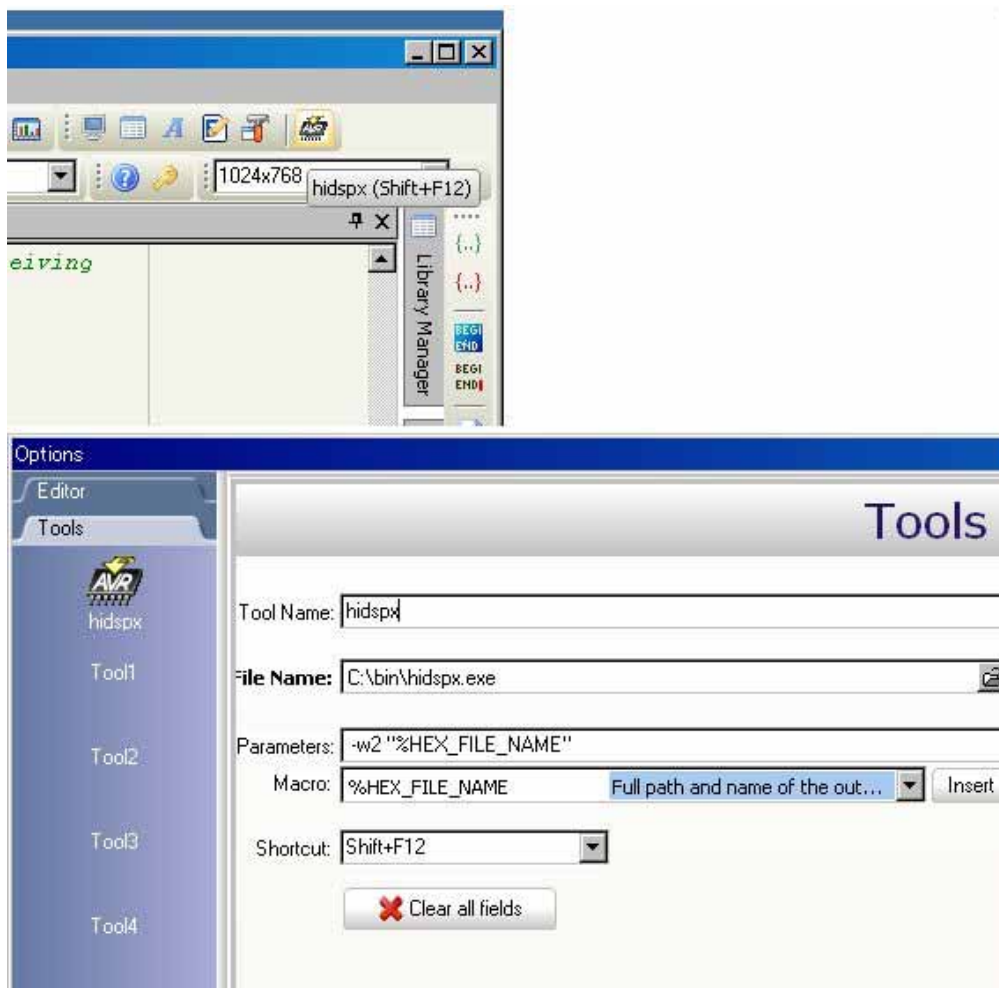 1024x768
hidspx (Shift+F12)
eiving
{..}
Library Manager
{..}
BEGI
END
BEGI
END
Options
Editor
Tools
Tools
AVR
hidspx
Tool Name: hidspx
Tool1
File Name: C:\bin\hidspx.exe
Parameters: -w2 "%HEX_FILE_NAME"
Tool2
Macro: %HEX_FILE_NAME Full path and name of the out... Insert
Tool3
Shortcut: Shift+F12
Clear all fields
Tool4